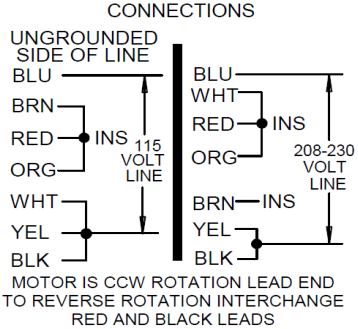 CONNECTIONS
UNGROUNDED
SIDE OF LINE
BLU
BRN
RED
ORG
INS
115
VOLT
LINE
WHT
YEL
BLK
BLU
WHT
RED
ORG
INS
208-230
VOLT
LINE
BRN
INS
YEL
BLK
MOTOR IS CCW ROTATION LEAD END
TO REVERSE ROTATION INTERCHANGE
RED AND BLACK LEADS